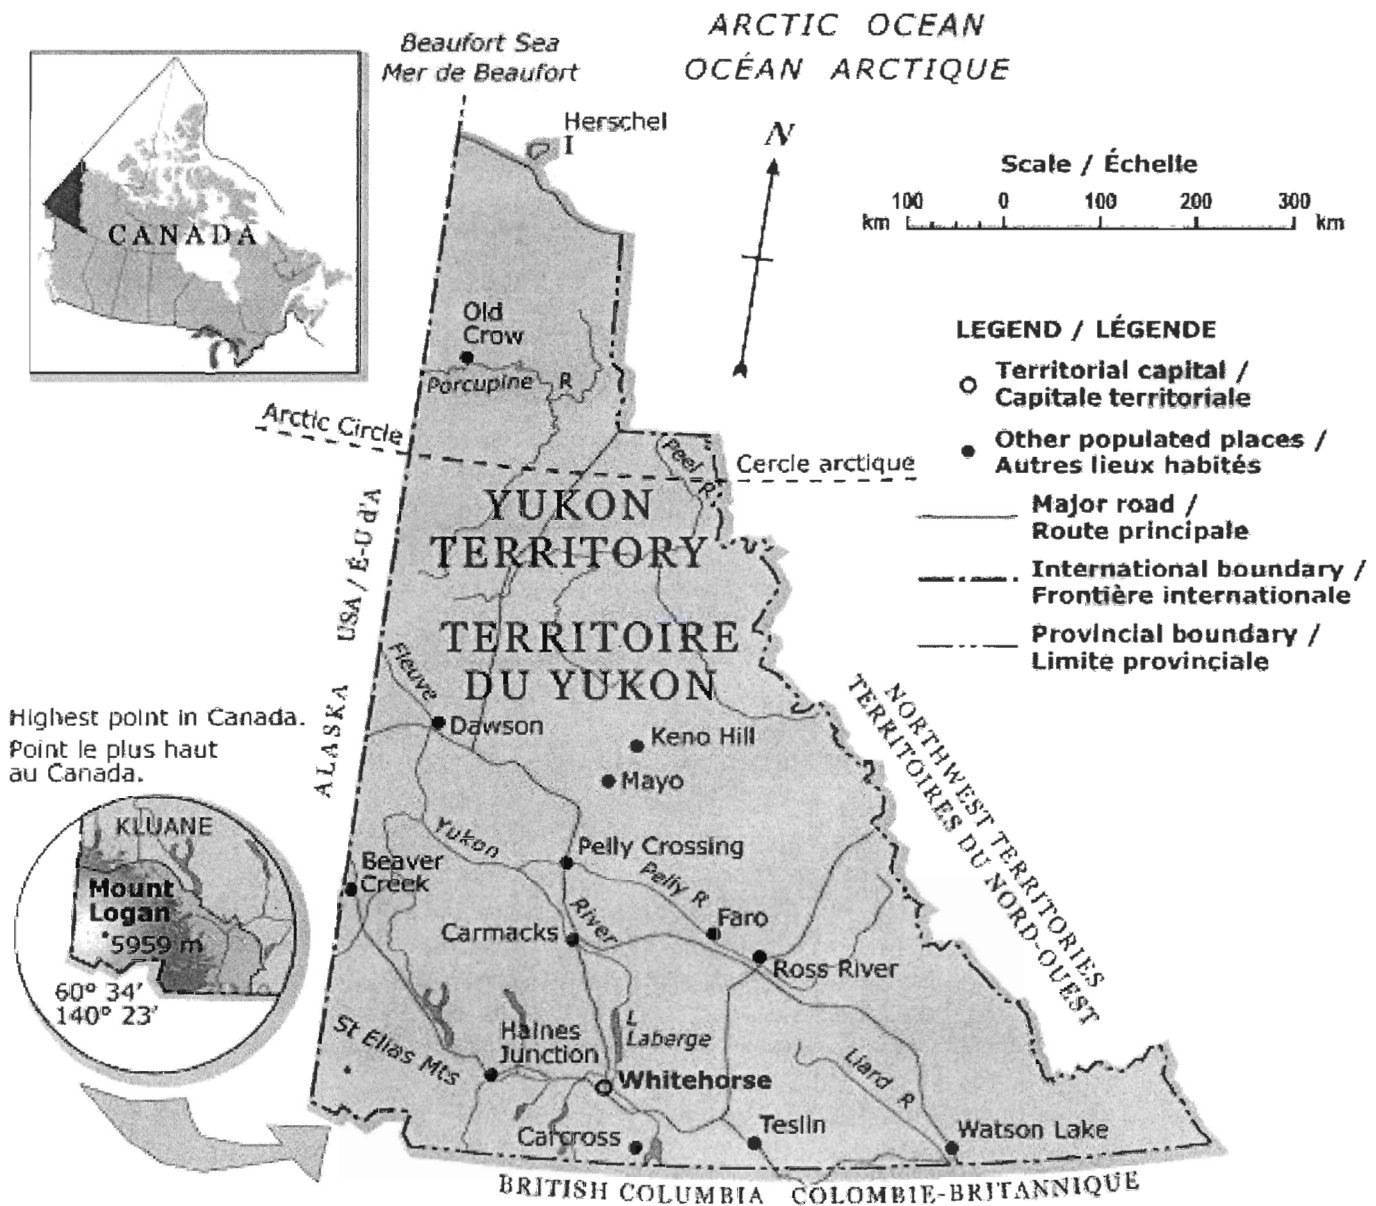 ARCTIC OCEAN
OCÉAN ARCTIQUE
Beaufort Sea
Mer de Beaufort
CANADA
Herschel
I
N
Scale / Échelle
100 0 100 200 300
km km
LEGEND / LÉGENDE
Territorial capital /
Capitale territoriale
Other populated places /
Autres lieux habités
Major road /
Route principale
International boundary /
Frontière internationale
Provincial boundary /
Limite provinciale
Old
Crow
Porcupine R
Arctic Circle
Peel R
Cercle arctique
YUKON
TERRITORY
TERRITOIRE
DU YUKON
ALASKA USA / É-U d'A
Fleuve
Dawson
Keno Hill
Mayo
NORTHWEST TERRITORIES
TERRITOIRES DU NORD-OUEST
Highest point in Canada.
Point le plus haut
au Canada.
KLUANE
Mount
Logan
5959 m
60° 34'
140° 23'
Yukon
River
Pelly Crossing
Pelly R
Beaver
Creek
Carmacks
Faro
Ross River
St Elias Mts
Haines
Junction
L
Laberge
Whitehorse
Liard R
Carcross
Teslin
Watson Lake
BRITISH COLUMBIA COLOMBIE-BRITANNIQUE